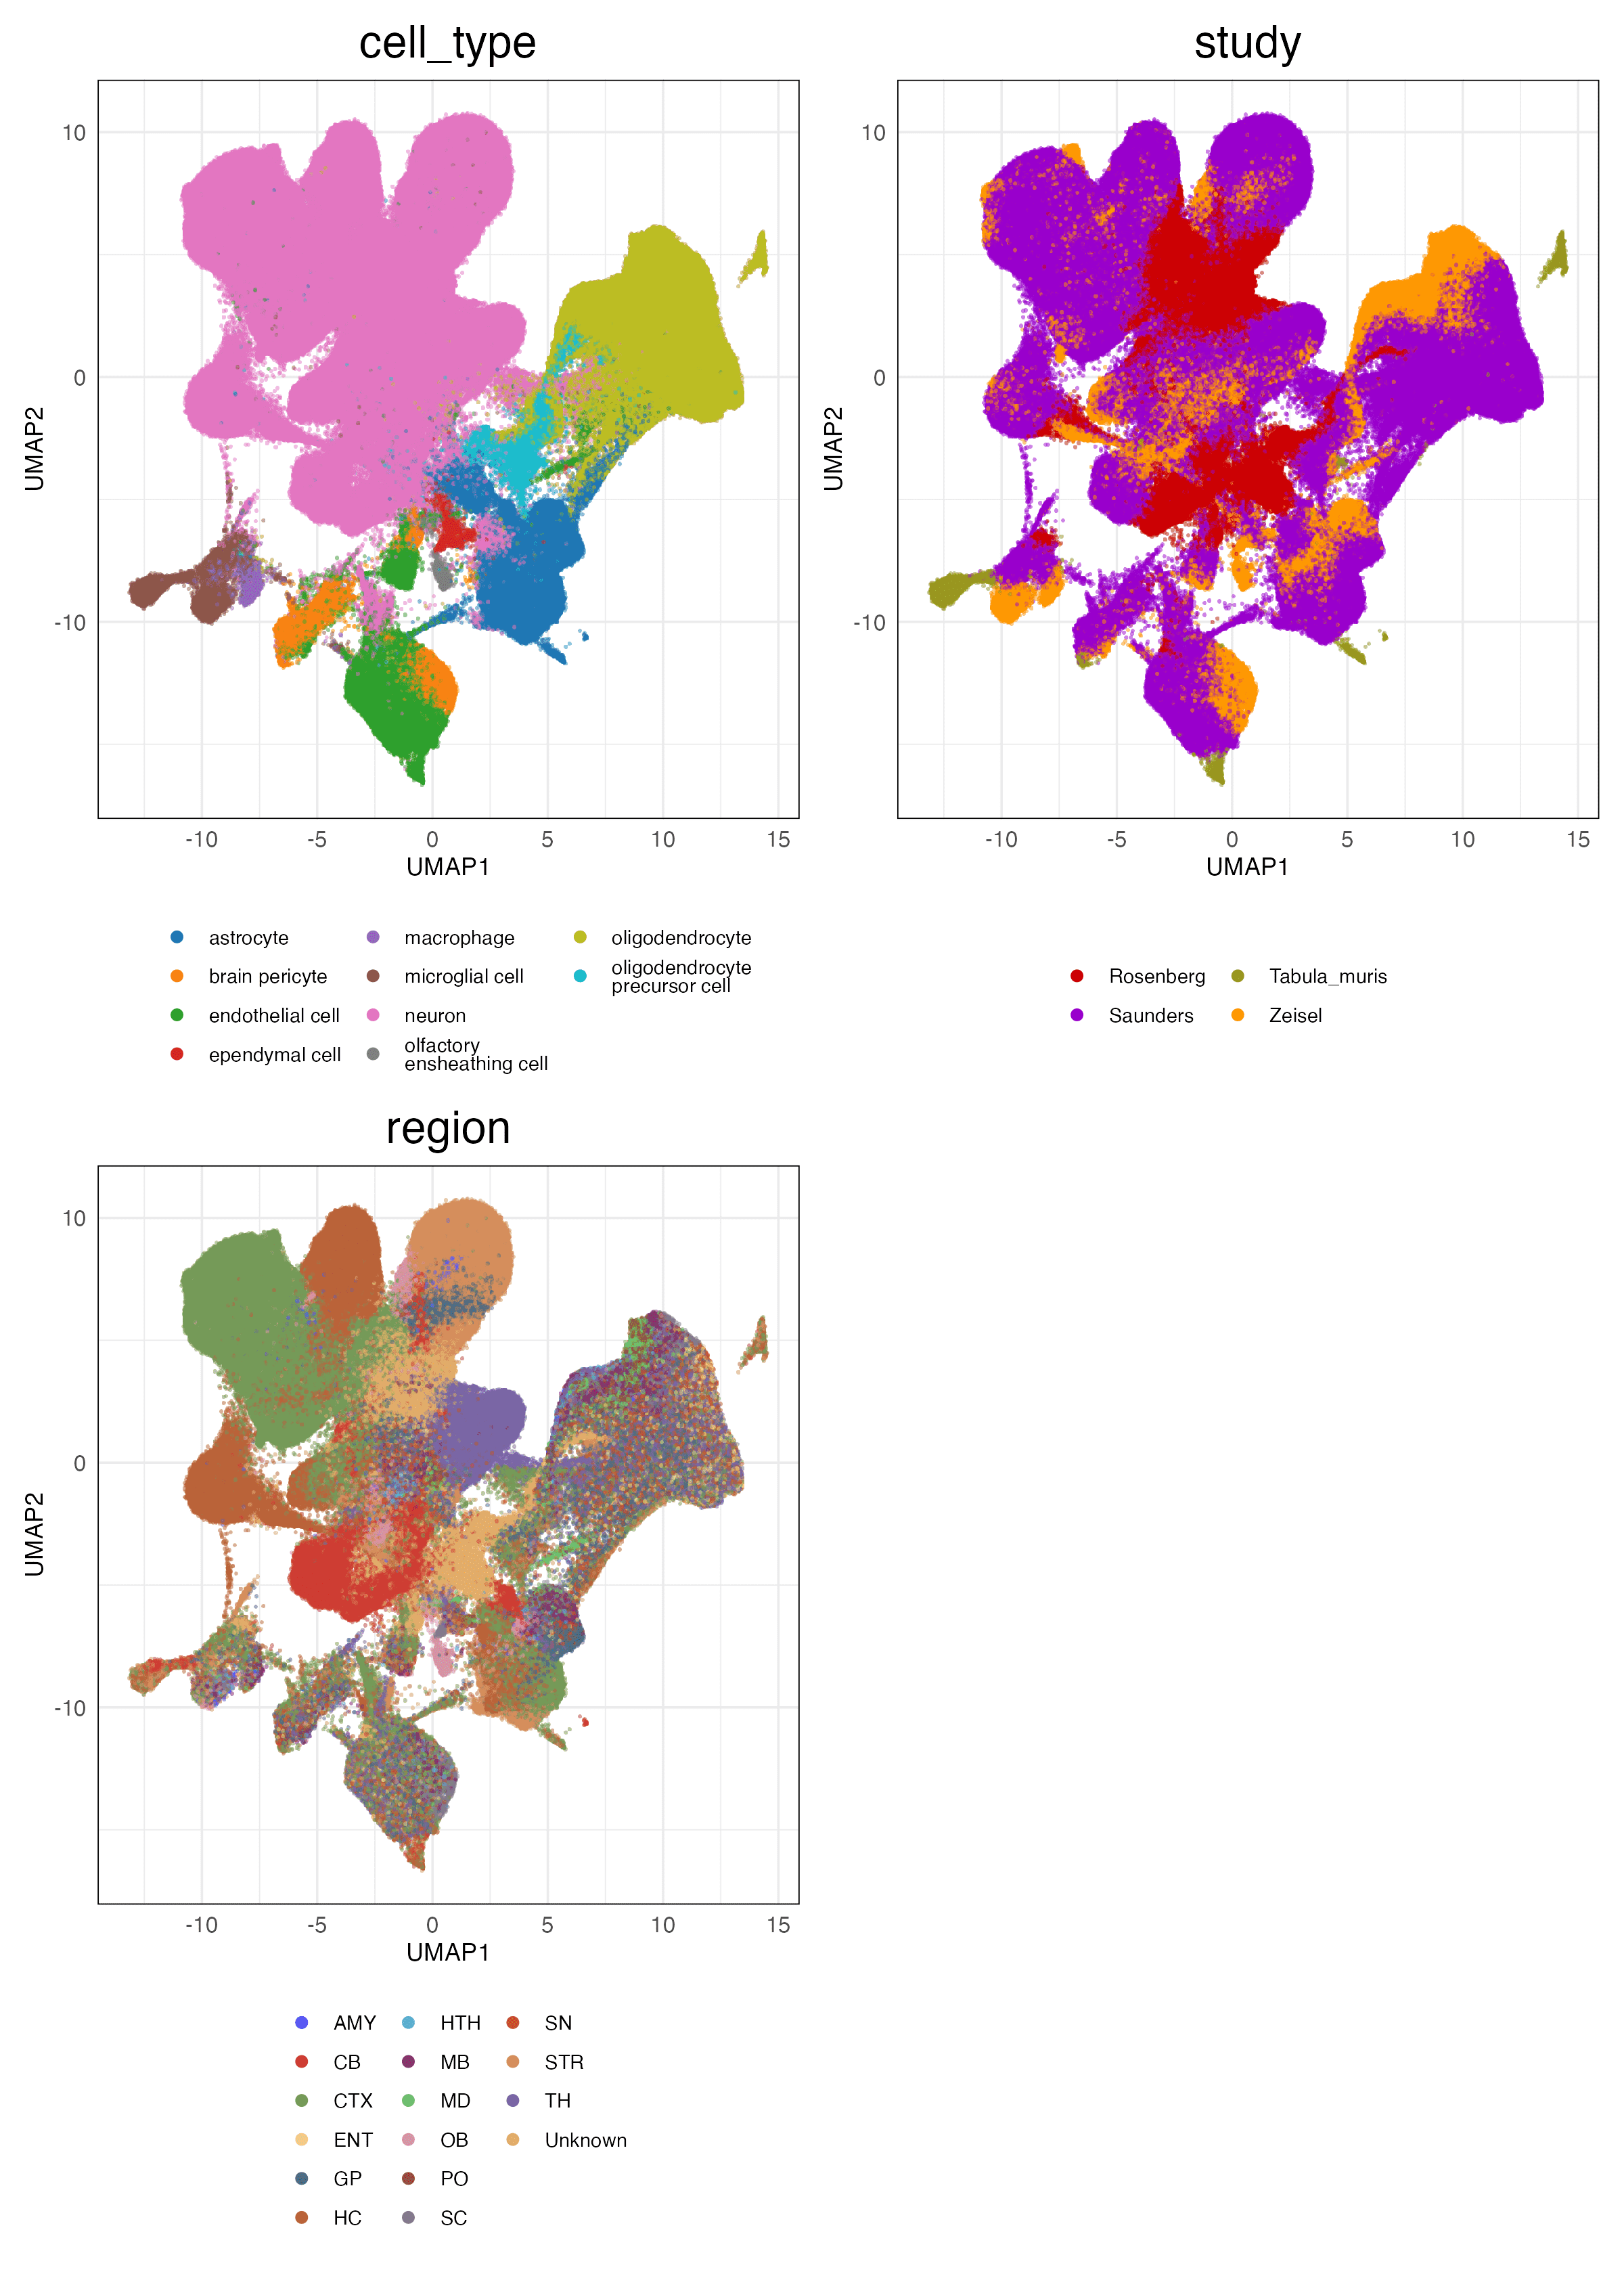 cell_type
study
10
0
-10
UMAP2
-10 -5 0 5 10 15
UMAP1
10
0
-10
UMAP2
-10 -5 0 5 10 15
UMAP1
astrocyte
brain pericyte
endothelial cell
ependymal cell
macrophage
microglial cell
neuron
olfactory
ensheathing cell
oligodendrocyte
oligodendrocyte
precursor cell
Rosenberg
Saunders
Tabula_muris
Zeisel
region
10
0
-10
UMAP2
-10 -5 0 5 10 15
UMAP1
AMY
CB
CTX
ENT
GP
HC
HTH
MB
MD
OB
PO
SC
SN
STR
TH
Unknown